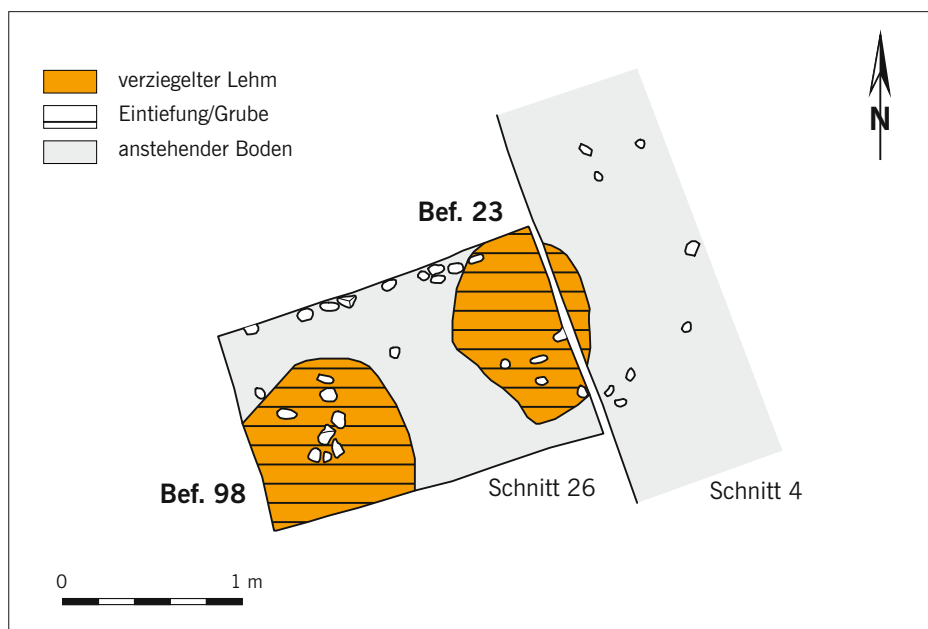 verziegelter Lehm
Eintiefung/Grube
anstehender Boden
N
Bef. 23
Bef. 98
Schnitt 26
Schnitt 4
0 1 m